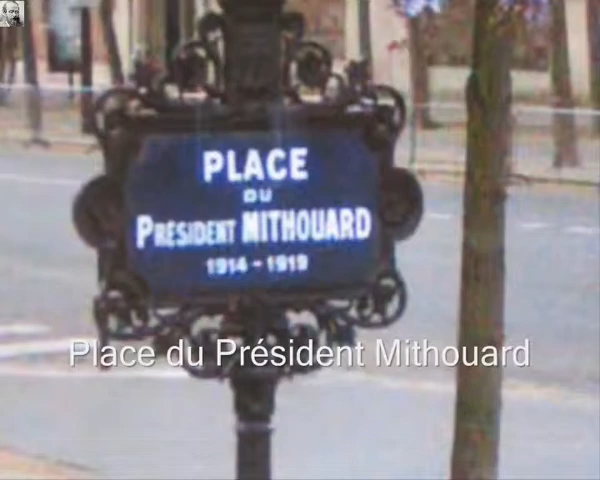 PLACE
DU
PRÉSIDENT MITHOUARD
1914 - 1919
Place du Président Mithouard